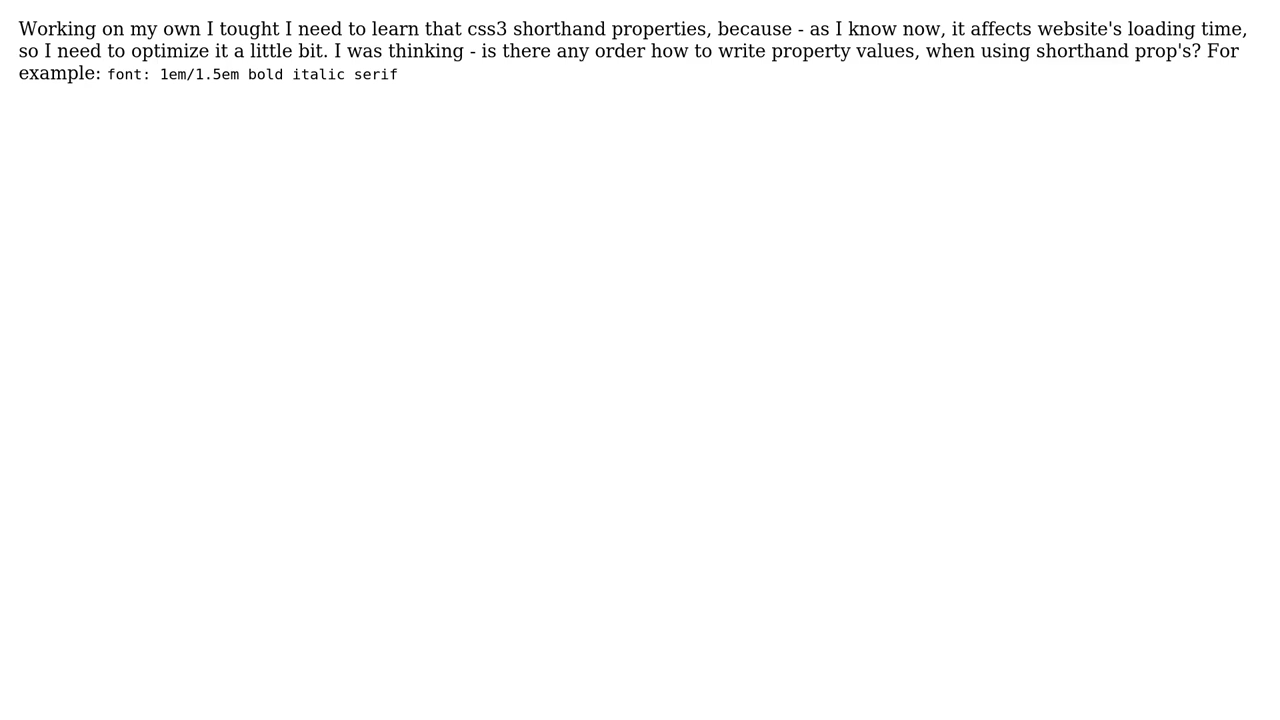 Working on my own I tought I need to learn that css3 shorthand properties, because - as I know now, it affects website's loading time,
so I need to optimize it a little bit. I was thinking - is there any order how to write property values, when using shorthand prop's? For
example: font: 1em/1.5em bold italic serif